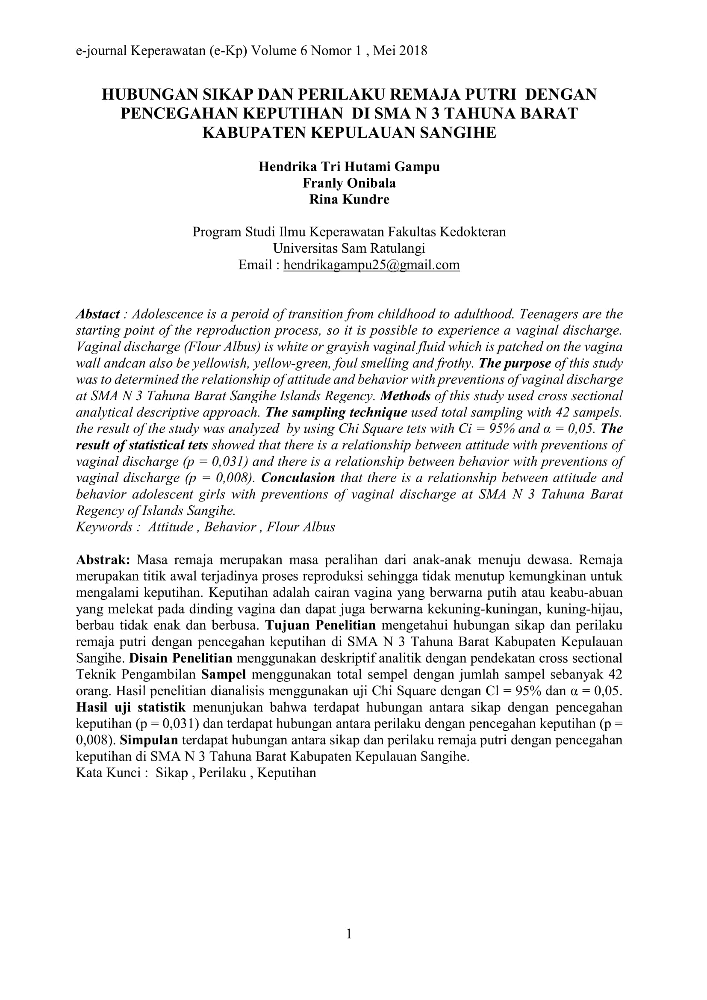 e-journal Keperawatan (e-Kp) Volume 6 Nomor 1 , Mei 2018
HUBUNGAN SIKAP DAN PERILAKU REMAJA PUTRI  DENGAN
PENCEGAHAN KEPUTIHAN  DI SMA N 3 TAHUNA BARAT
KABUPATEN KEPULAUAN SANGIHE
Hendrika Tri Hutami Gampu
Franly Onibala
Rina Kundre
Program Studi Ilmu Keperawatan Fakultas Kedokteran
Universitas Sam Ratulangi
Email : hendrikagampu25@gmail.com
Abstact : Adolescence is a peroid of transition from childhood to adulthood. Teenagers are the
starting point of the reproduction process, so it is possible to experience a vaginal discharge.
Vaginal discharge (Flour Albus) is white or grayish vaginal fluid which is patched on the vagina
wall andcan also be yellowish, yellow-green, foul smelling and frothy. The purpose of this study
was to determined the relationship of attitude and behavior with preventions of vaginal discharge
at SMA N 3 Tahuna Barat Sangihe Islands Regency. Methods of this study used cross sectional
analytical descriptive approach. The sampling technique used total sampling with 42 sampels.
the result of the study was analyzed  by using Chi Square tets with Ci = 95% and α = 0,05. The
result of statistical tets showed that there is a relationship between attitude with preventions of
vaginal discharge (p = 0,031) and there is a relationship between behavior with preventions of
vaginal discharge (p = 0,008). Conculasion that there is a relationship between attitude and
behavior adolescent girls with preventions of vaginal discharge at SMA N 3 Tahuna Barat
Regency of Islands Sangihe.
Keywords :  Attitude , Behavior , Flour Albus
Abstrak: Masa remaja merupakan masa peralihan dari anak-anak menuju dewasa. Remaja
merupakan titik awal terjadinya proses reproduksi sehingga tidak menutup kemungkinan untuk
mengalami keputihan. Keputihan adalah cairan vagina yang berwarna putih atau keabu-abuan
yang melekat pada dinding vagina dan dapat juga berwarna kekuning-kuningan, kuning-hijau,
berbau tidak enak dan berbusa. Tujuan Penelitian mengetahui hubungan sikap dan perilaku
remaja putri dengan pencegahan keputihan di SMA N 3 Tahuna Barat Kabupaten Kepulauan
Sangihe. Disain Penelitian menggunakan deskriptif analitik dengan pendekatan cross sectional
Teknik Pengambilan Sampel menggunakan total sempel dengan jumlah sampel sebanyak 42
orang. Hasil penelitian dianalisis menggunakan uji Chi Square dengan Cl = 95% dan α = 0,05.
Hasil uji statistik menunjukan bahwa terdapat hubungan antara sikap dengan pencegahan
keputihan (p = 0,031) dan terdapat hubungan antara perilaku dengan pencegahan keputihan (p =
0,008). Simpulan terdapat hubungan antara sikap dan perilaku remaja putri dengan pencegahan
keputihan di SMA N 3 Tahuna Barat Kabupaten Kepulauan Sangihe.
Kata Kunci :  Sikap , Perilaku , Keputihan
1